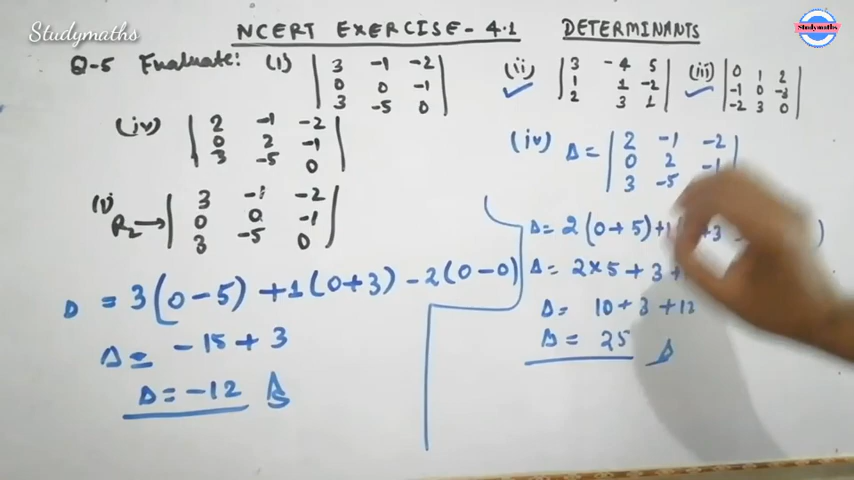 Studymaths
NCERT EXERCISE-4.1 DETERMINANTS
Studymaths
Q-5 Evaluate: (i) | 3 -1 -2 |
| 0 0 -1 |
| 3 -5 0 |
(ii) | 3 -4 5 |
| 1 1 -2 |
| 2 3 1 |
(iii) | 0 1 2 |
| -1 0 -3 |
| -2 3 0 |
(iv) | 2 -1 -2 |
| 0 2 -1 |
| 3 -5 0 |
(i) R₂→ | 3 -1 -2 |
| 0 0 -1 |
| 3 -5 0 |
Δ = 3(0-5) +1(0+3) -2(0-0)
Δ = -15+3
Δ = -12
(iv) Δ = | 2 -1 -2 |
| 0 2 -1 |
| 3 -5
Δ = 2(0+5)+1( +3 )
Δ = 2×5+3+
Δ = 10+3+12
Δ = 25